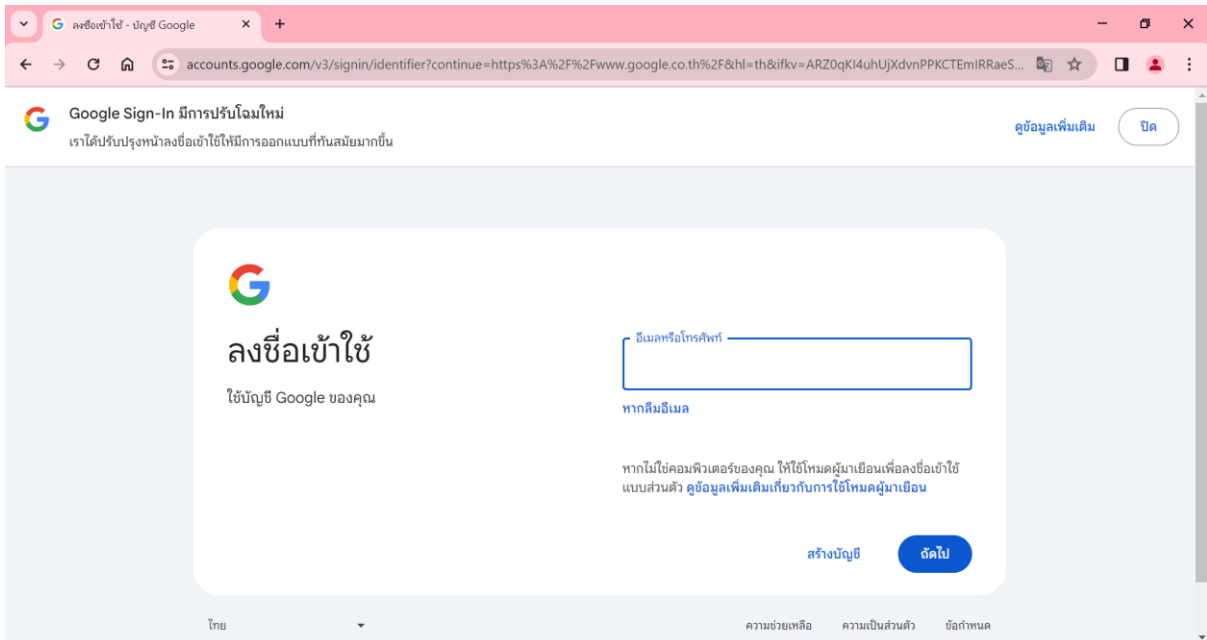 ลงชื่อเข้าใช้ - บัญชี Google
accounts.google.com/v3/signin/identifier?continue=https%3A%2F%2Fwww.google.co.th%2F&hl=th&ifkv=ARZ0qKI4uhUjXdvnPPKCTEmIRRaeS...
Google Sign-In มีการปรับโฉมใหม่
เราได้ปรับปรุงหน้าลงชื่อเข้าใช้ให้มีการออกแบบที่ทันสมัยมากขึ้น
ดูข้อมูลเพิ่มเติม
ปิด
ลงชื่อเข้าใช้
ใช้บัญชี Google ของคุณ
อีเมลหรือโทรศัพท์
หากลืมอีเมล
หากไม่ใช่คอมพิวเตอร์ของคุณ ให้ใช้โหมดผู้มาเยือนเพื่อลงชื่อเข้าใช้
แบบส่วนตัว ดูข้อมูลเพิ่มเติมเกี่ยวกับการใช้โหมดผู้มาเยือน
สร้างบัญชี
ถัดไป
ไทย
ความช่วยเหลือ
ความเป็นส่วนตัว
ข้อกำหนด